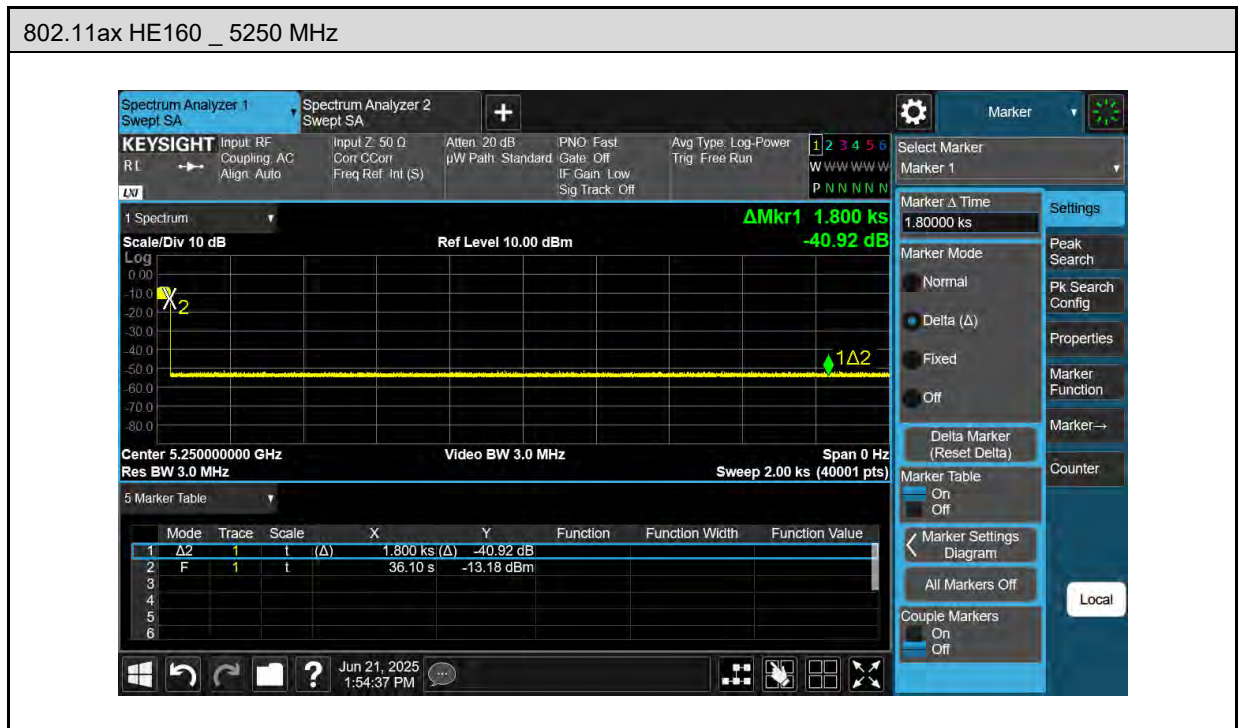 802.11ax HE160 _ 5250 MHz
Spectrum Analyzer 1
Swept SA
Spectrum Analyzer 2
Swept SA
+
Marker
KEYSIGHT
Input: RF
Coupling: AC
Align: Auto
Input Z: 50 Ω
Corr CCorr
Freq Ref: Int (S)
Atten: 20 dB
µW Path: Standard
PNO: Fast
Gate: Off
IF Gain: Low
Sig Track: Off
Avg Type: Log-Power
Trig: Free Run
1 2 3 4 5 6
W W W W W W
P N N N N N
LXI
Select Marker
Marker 1
1 Spectrum
ΔMkr1 1.800 ks
-40.92 dB
Scale/Div 10 dB
Ref Level 10.00 dBm
Log
0.00
-10.0
-20.0
-30.0
-40.0
-50.0
-60.0
-70.0
-80.0
2
1Δ2
Center 5.250000000 GHz
Video BW 3.0 MHz
Span 0 Hz
Res BW 3.0 MHz
Sweep 2.00 ks (40001 pts)
5 Marker Table
Mode Trace Scale X Y Function Function Width Function Value
1 Δ2 1 t (Δ) 1.800 ks (Δ) -40.92 dB
2 F 1 t 36.10 s -13.18 dBm
3
4
5
6
Marker Δ Time
1.80000 ks
Marker Mode
Normal
Delta (Δ)
Fixed
Off
Delta Marker
(Reset Delta)
Marker Table
On
Off
Marker Settings
Diagram
All Markers Off
Couple Markers
On
Off
Settings
Peak
Search
Pk Search
Config
Properties
Marker
Function
Marker→
Counter
Local
?
Jun 21, 2025
1:54:37 PM